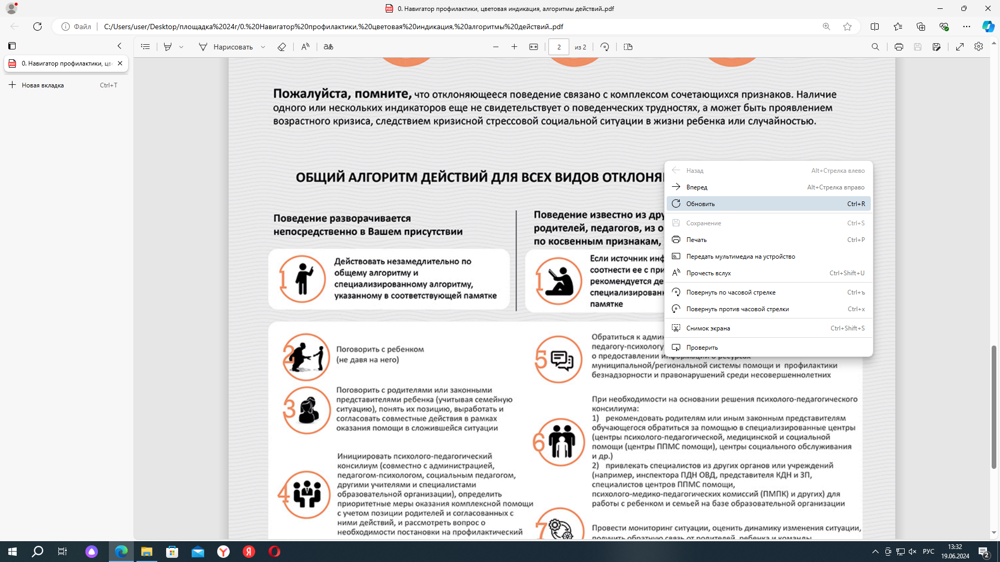 0. Навигатор профилактики, цветовая индикация, алгоритмы действий..pdf
Файл
C:/Users/user/Desktop/площадка%2024г/0.%20Навигатор%20профилактики,%20цветовая%20индикация,%20алгоритмы%20действий..pdf
0. Навигатор профилактики, цве
Новая вкладка Ctrl+T
Нарисовать
aあ
2 из 2
Пожалуйста, помните, что отклоняющееся поведение связано с комплексом сочетающихся признаков. Наличие
одного или нескольких индикаторов еще не свидетельствует о поведенческих трудностях, а может быть проявлением
возрастного кризиса, следствием кризисной стрессовой социальной ситуации в жизни ребенка или случайностью.
ОБЩИЙ АЛГОРИТМ ДЕЙСТВИЙ ДЛЯ ВСЕХ ВИДОВ ОТКЛОНЯ
Поведение разворачивается
непосредственно в Вашем присутствии
1
Действовать незамедлительно по
общему алгоритму и
специализированному алгоритму,
указанному в соответствующей памятке
Поведение известно из дру
родителей, педагогов, из о
по косвенным признакам,
1
Если источник инф
соотнести ее с при
рекомендуется де
специализирован
памятке
2
Поговорить с ребенком
(не давя на него)
3
Поговорить с родителями или законными
представителями ребенка (учитывая семейную
ситуацию), понять их позицию, выработать и
согласовать совместные действия в рамках
оказания помощи в сложившейся ситуации
4
Инициировать психолого-педагогический
консилиум (совместно с администрацией,
педагогом-психологом, социальным педагогом,
другими учителями и специалистами
образовательной организации), определить
приоритетные меры оказания комплексной помощи
с учетом позиции родителей и согласованных с
ними действий, и рассмотреть вопрос о
необходимости постановки на профилактический
5
Обратиться к адми
педагогу-психологу
о предоставлении информации о ресурсах
муниципальной/региональной системы помощи и профилактики
безнадзорности и правонарушений среди несовершеннолетних
6
При необходимости на основании решения психолого-педагогического
консилиума:
1) рекомендовать родителям или иным законным представителям
обучающегося обратиться за помощью в специализированные центры
(центры психолого-педагогической, медицинской и социальной
помощи (центры ППМС помощи), центры социального обслуживания
и др.)
2) привлекать специалистов из других органов или учреждений
(например, инспектора ПДН ОВД, представителя КДН и ЗП,
специалистов центров ППМС помощи,
психолого-медико-педагогических комиссий (ПМПК) и других) для
работы с ребенком и семьей на базе образовательной организации
7
Провести мониторинг ситуации, оценить динамику изменения ситуации,
получить обратную связь от родителей, ребенка и команды
Назад Alt+Стрелка влево
Вперед Alt+Стрелка вправо
Обновить Ctrl+R
Сохранение Ctrl+S
Печать Ctrl+P
Передать мультимедиа на устройство
Прочесть вслух Ctrl+Shift+U
Повернуть по часовой стрелке Ctrl+ъ
Повернуть против часовой стрелки Ctrl+х
Снимок экрана Ctrl+Shift+S
Проверить
РУС
13:32
19.06.2024
2